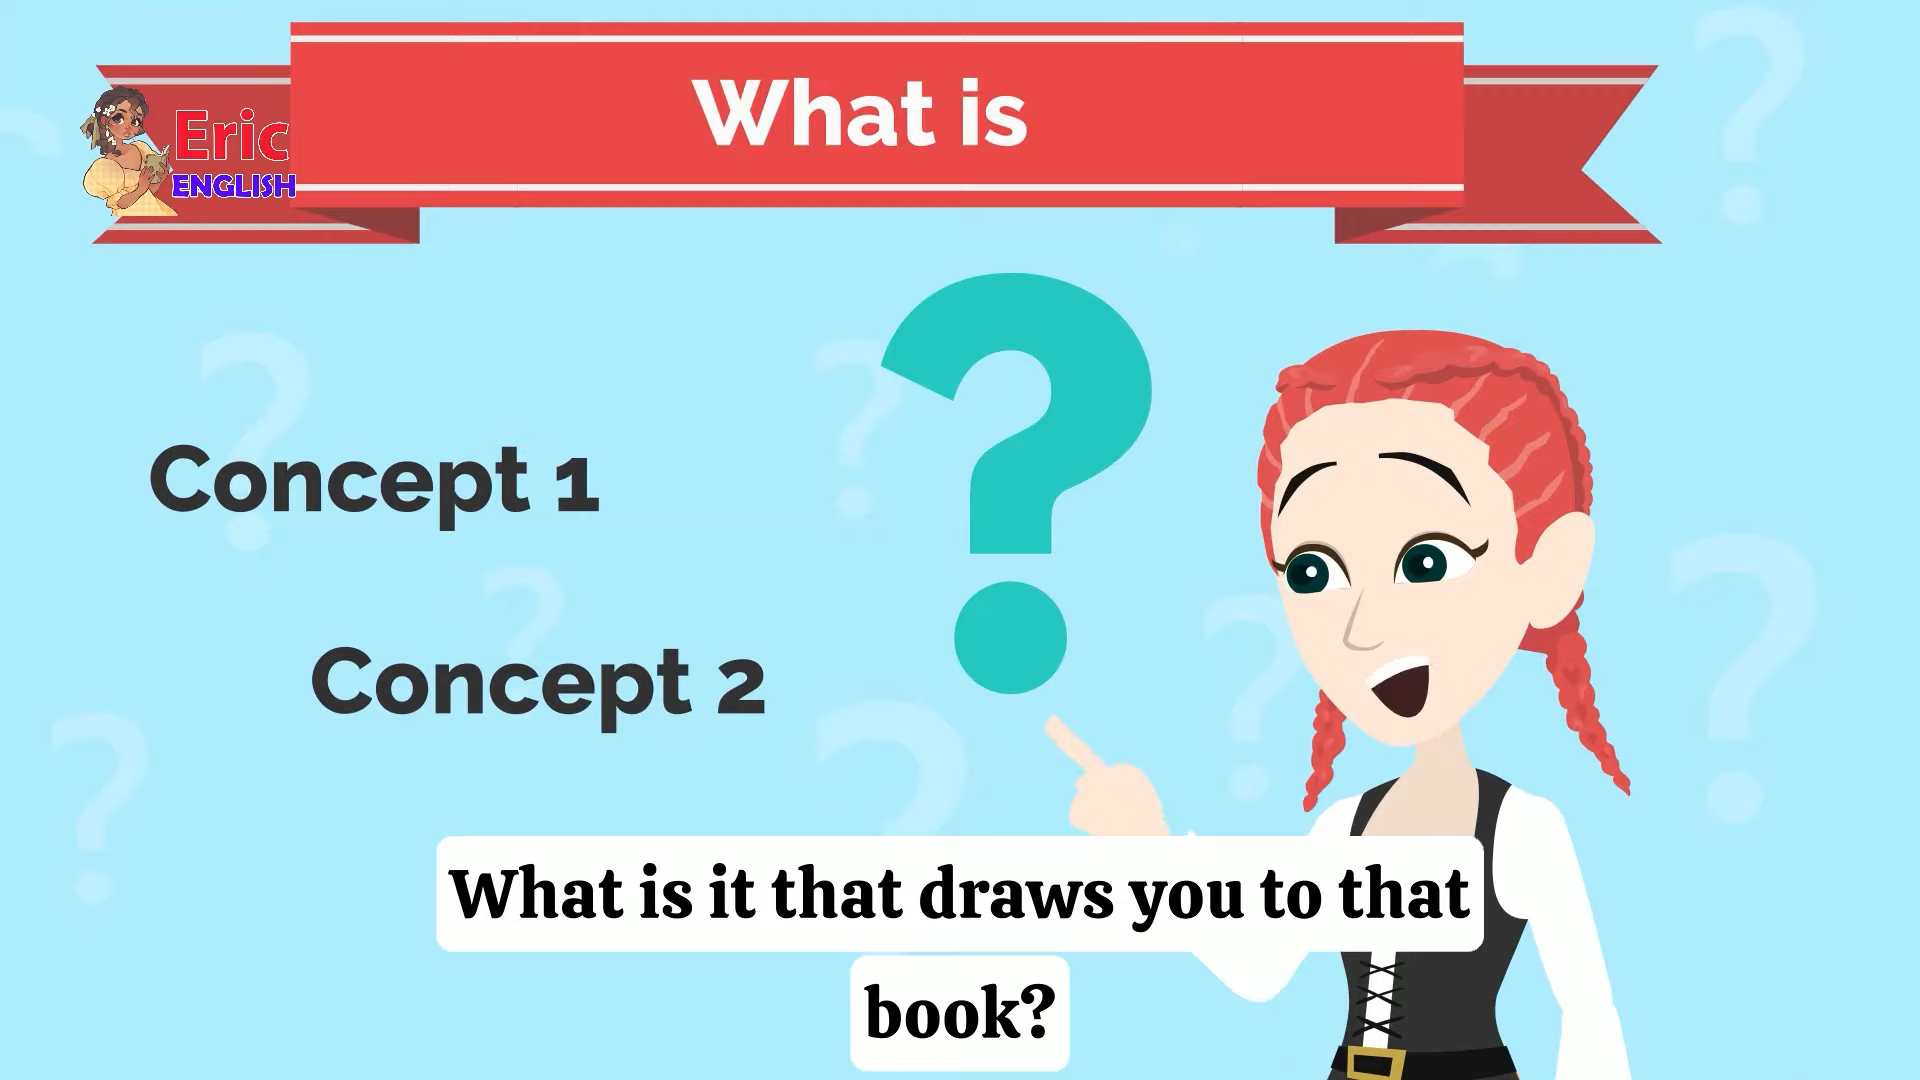 What is
Eric
ENGLISH
Concept 1
Concept 2
What is it that draws you to that
book?